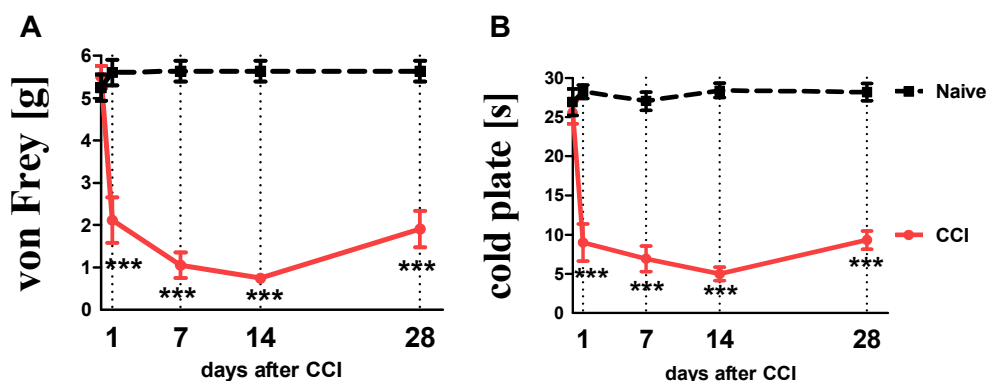 A
von Frey [g]
6
5
4
3
2
1
0
***
***
***
***
1 7 14 28
days after CCI
B
cold plate [s]
30
25
20
15
10
5
0
***
***
***
***
1 7 14 28
days after CCI
Naive
CCI